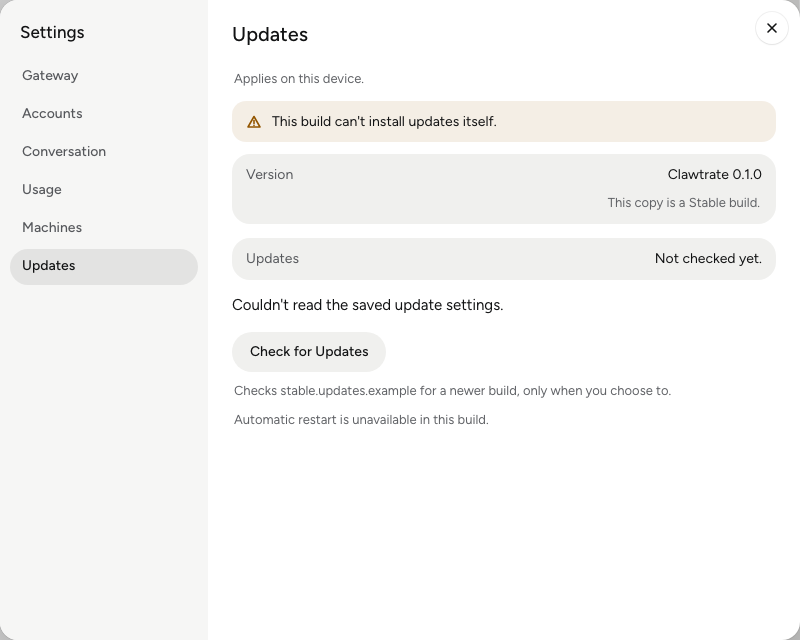 Settings
Gateway
Accounts
Conversation
Usage
Machines
Updates
Updates
Applies on this device.
This build can't install updates itself.
Version
Clawtrate 0.1.0
This copy is a Stable build.
Updates
Not checked yet.
Couldn't read the saved update settings.
Check for Updates
Checks stable.updates.example for a newer build, only when you choose to.
Automatic restart is unavailable in this build.